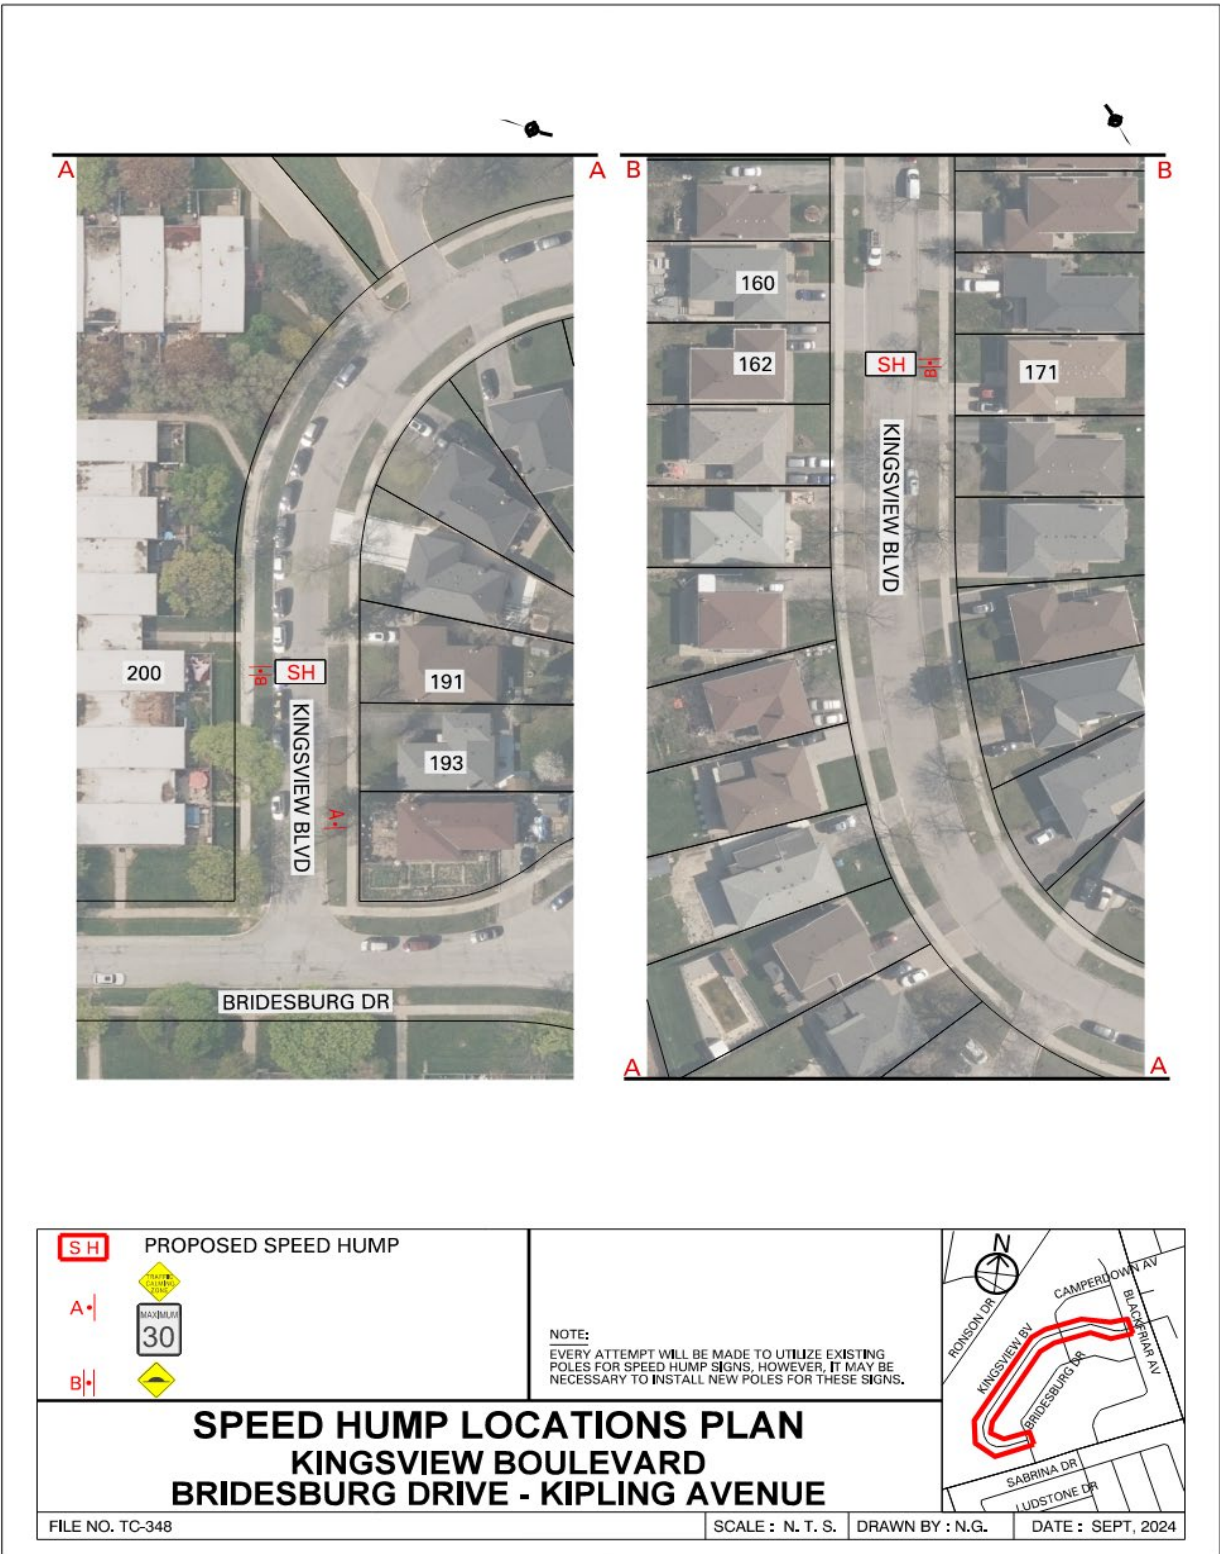 A
A
B
B
160
162
SH
B
171
KINGSVIEW BLVD
200
B
SH
191
193
KINGSVIEW BLVD
A
BRIDESBURG DR
A
A
SH PROPOSED SPEED HUMP
TRAFFIC
CALMING
ZONE
A
MAXIMUM
30
B
NOTE:
EVERY ATTEMPT WILL BE MADE TO UTILIZE EXISTING
POLES FOR SPEED HUMP SIGNS, HOWEVER, IT MAY BE
NECESSARY TO INSTALL NEW POLES FOR THESE SIGNS.
N
CAMPERDOWN AV
RONSON DR
BLACKFRIAR AV
KINGSVIEW BV
BRIDESBURG DR
SABRINA DR
LUDSTONE DR
SPEED HUMP LOCATIONS PLAN
KINGSVIEW BOULEVARD
BRIDESBURG DRIVE - KIPLING AVENUE
FILE NO. TC-348
SCALE : N. T. S.
DRAWN BY : N.G.
DATE : SEPT, 2024